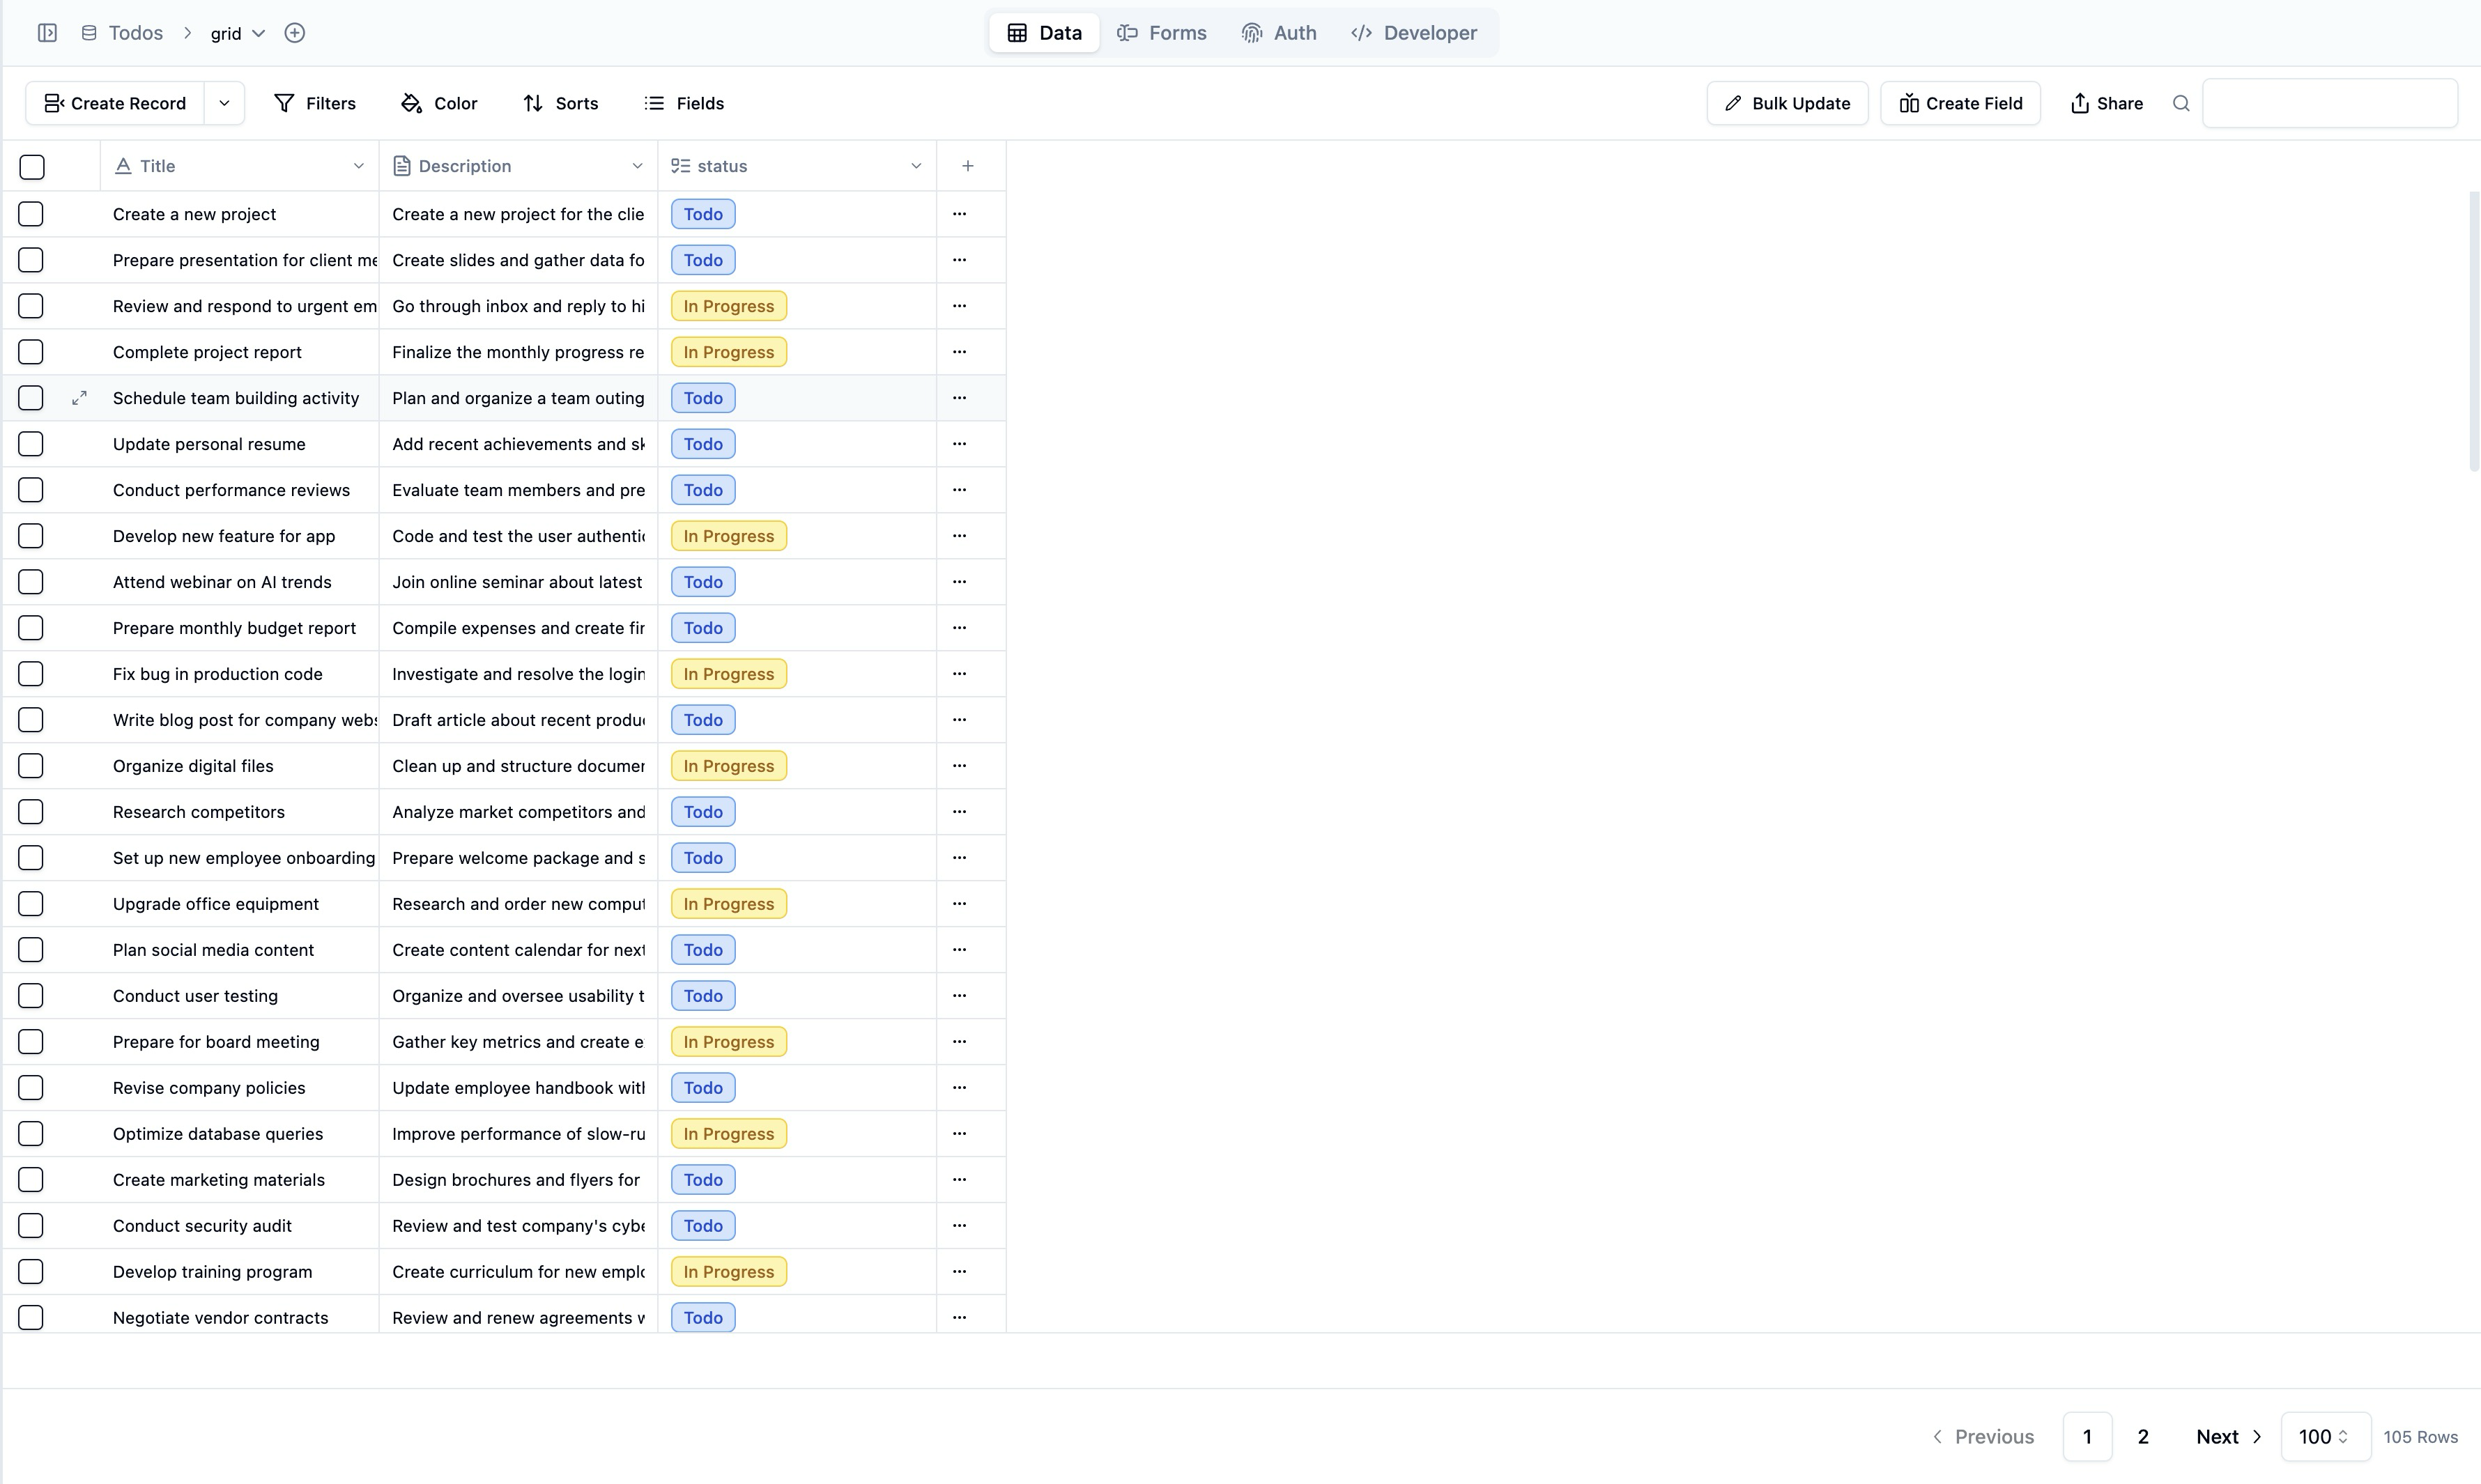 Todos > grid
Data Forms Auth Developer
Create Record Filters Color Sorts Fields Bulk Update Create Field Share
Title Description status
Create a new project Create a new project for the clie Todo
Prepare presentation for client me Create slides and gather data fo Todo
Review and respond to urgent em Go through inbox and reply to hi In Progress
Complete project report Finalize the monthly progress re In Progress
Schedule team building activity Plan and organize a team outing Todo
Update personal resume Add recent achievements and sk Todo
Conduct performance reviews Evaluate team members and pre Todo
Develop new feature for app Code and test the user authentic In Progress
Attend webinar on AI trends Join online seminar about latest Todo
Prepare monthly budget report Compile expenses and create fin Todo
Fix bug in production code Investigate and resolve the login In Progress
Write blog post for company webs Draft article about recent produc Todo
Organize digital files Clean up and structure documen In Progress
Research competitors Analyze market competitors and Todo
Set up new employee onboarding Prepare welcome package and s Todo
Upgrade office equipment Research and order new comput In Progress
Plan social media content Create content calendar for next Todo
Conduct user testing Organize and oversee usability t Todo
Prepare for board meeting Gather key metrics and create e In Progress
Revise company policies Update employee handbook with Todo
Optimize database queries Improve performance of slow-ru In Progress
Create marketing materials Design brochures and flyers for Todo
Conduct security audit Review and test company's cybe Todo
Develop training program Create curriculum for new emplo In Progress
Negotiate vendor contracts Review and renew agreements w Todo
Previous 1 2 Next 100 105 Rows